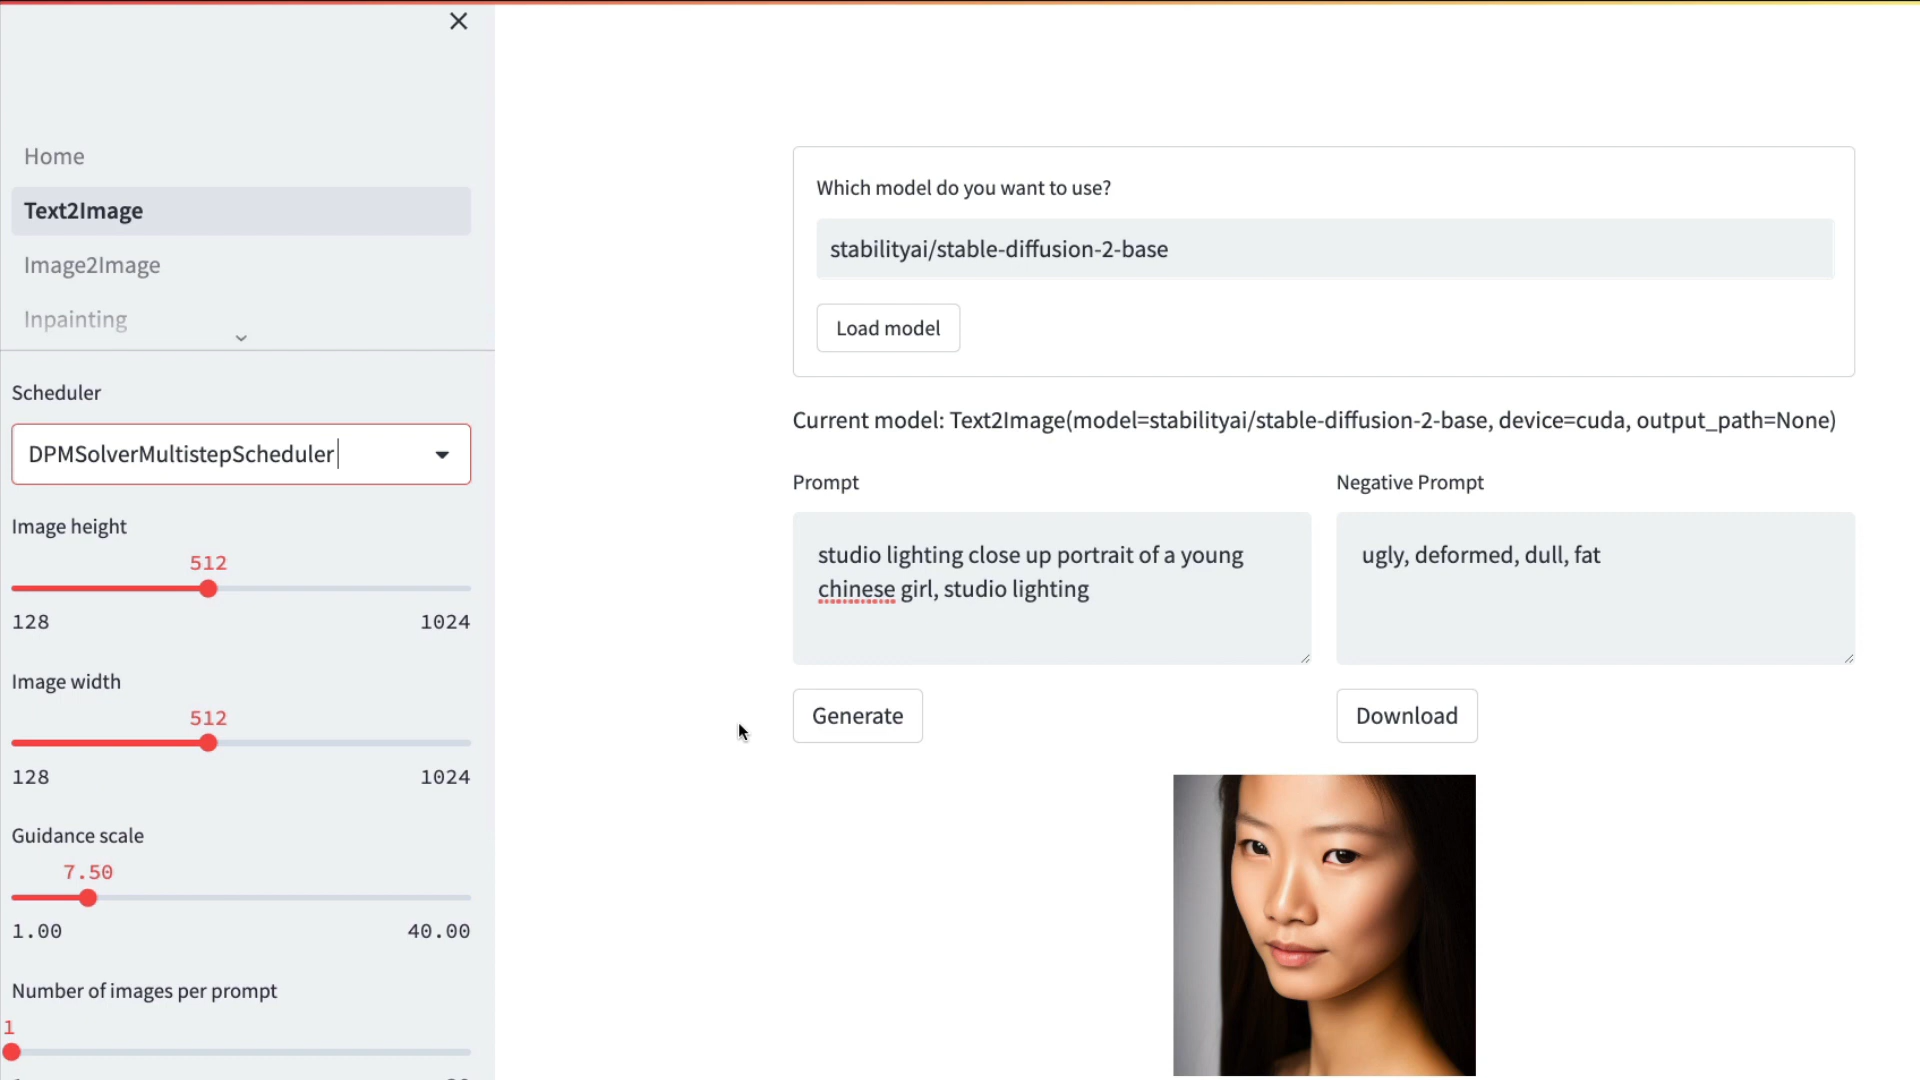 Home
Text2Image
Image2Image
Inpainting
Scheduler
DPMSolverMultistepScheduler
Image height
512
128 1024
Image width
512
128 1024
Guidance scale
7.50
1.00 40.00
Number of images per prompt
1
Which model do you want to use?
stabilityai/stable-diffusion-2-base
Load model
Current model: Text2Image(model=stabilityai/stable-diffusion-2-base, device=cuda, output_path=None)
Prompt
studio lighting close up portrait of a young
chinese girl, studio lighting
Negative Prompt
ugly, deformed, dull, fat
Generate
Download